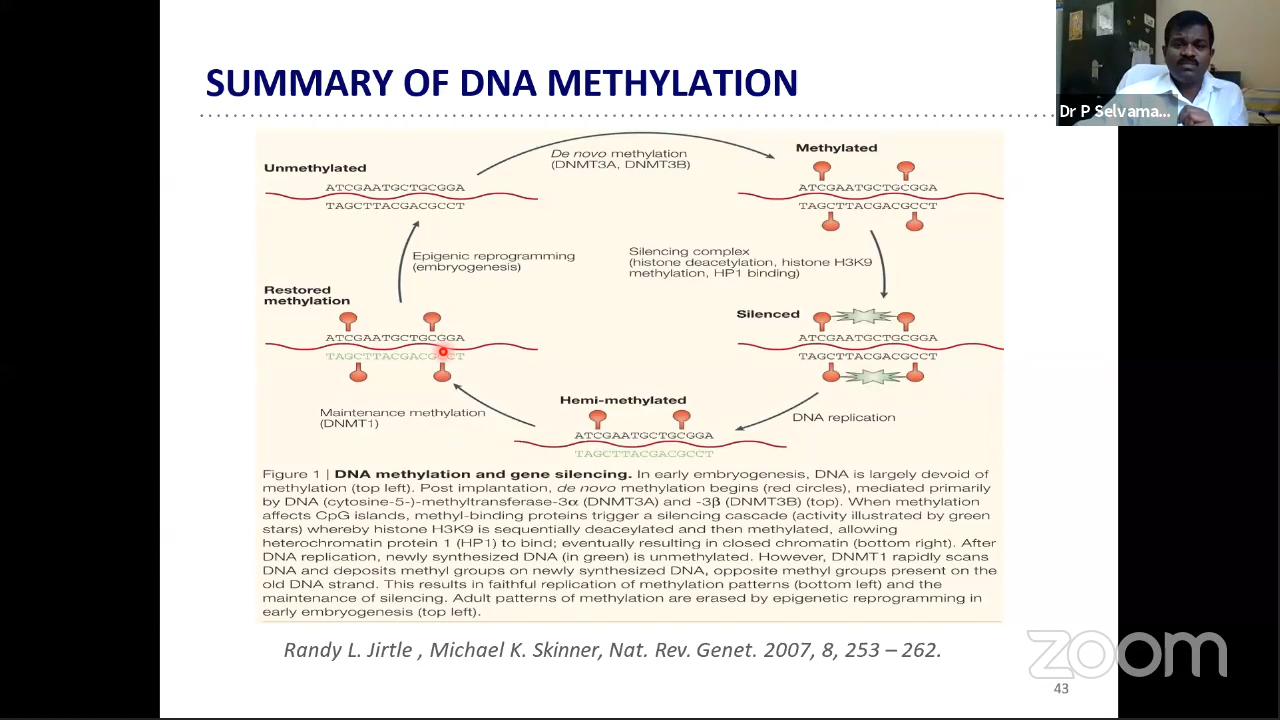 SUMMARY OF DNA METHYLATION
Dr P Selvama...
De novo methylation
(DNMT3A, DNMT3B)
Unmethylated
ATCGAATGCTGCGGA
TAGCTTACGACGCCT
Methylated
ATCGAATGCTGCGGA
TAGCTTACGACGCCT
Epigenic reprogramming
(embryogenesis)
Silencing complex
(histone deacetylation, histone H3K9
methylation, HP1 binding)
Restored
methylation
ATCGAATGCTGCGGA
TAGCTTACGACGCCT
Silenced
ATCGAATGCTGCGGA
TAGCTTACGACGCCT
Maintenance methylation
(DNMT1)
Hemi-methylated
ATCGAATGCTGCGGA
TAGCTTACGACGCCT
DNA replication
Figure 1 | DNA methylation and gene silencing. In early embryogenesis, DNA is largely devoid of
methylation (top left). Post implantation, de novo methylation begins (red circles), mediated primarily
by DNA (cytosine-5-)-methyltransferase-3α (DNMT3A) and -3β (DNMT3B) (top). When methylation
affects CpG islands, methyl-binding proteins trigger a silencing cascade (activity illustrated by green
stars) whereby histone H3K9 is sequentially deaceylated and then methylated, allowing
heterochromatin protein 1 (HP1) to bind; eventually resulting in closed chromatin (bottom right). After
DNA replication, newly synthesized DNA (in green) is unmethylated. However, DNMT1 rapidly scans
DNA and deposits methyl groups on newly synthesized DNA, opposite methyl groups present on the
old DNA strand. This results in faithful replication of methylation patterns (bottom left) and the
maintenance of silencing. Adult patterns of methylation are erased by epigenetic reprogramming in
early embryogenesis (top left).
Randy L. Jirtle , Michael K. Skinner, Nat. Rev. Genet. 2007, 8, 253 – 262.
zoom
43